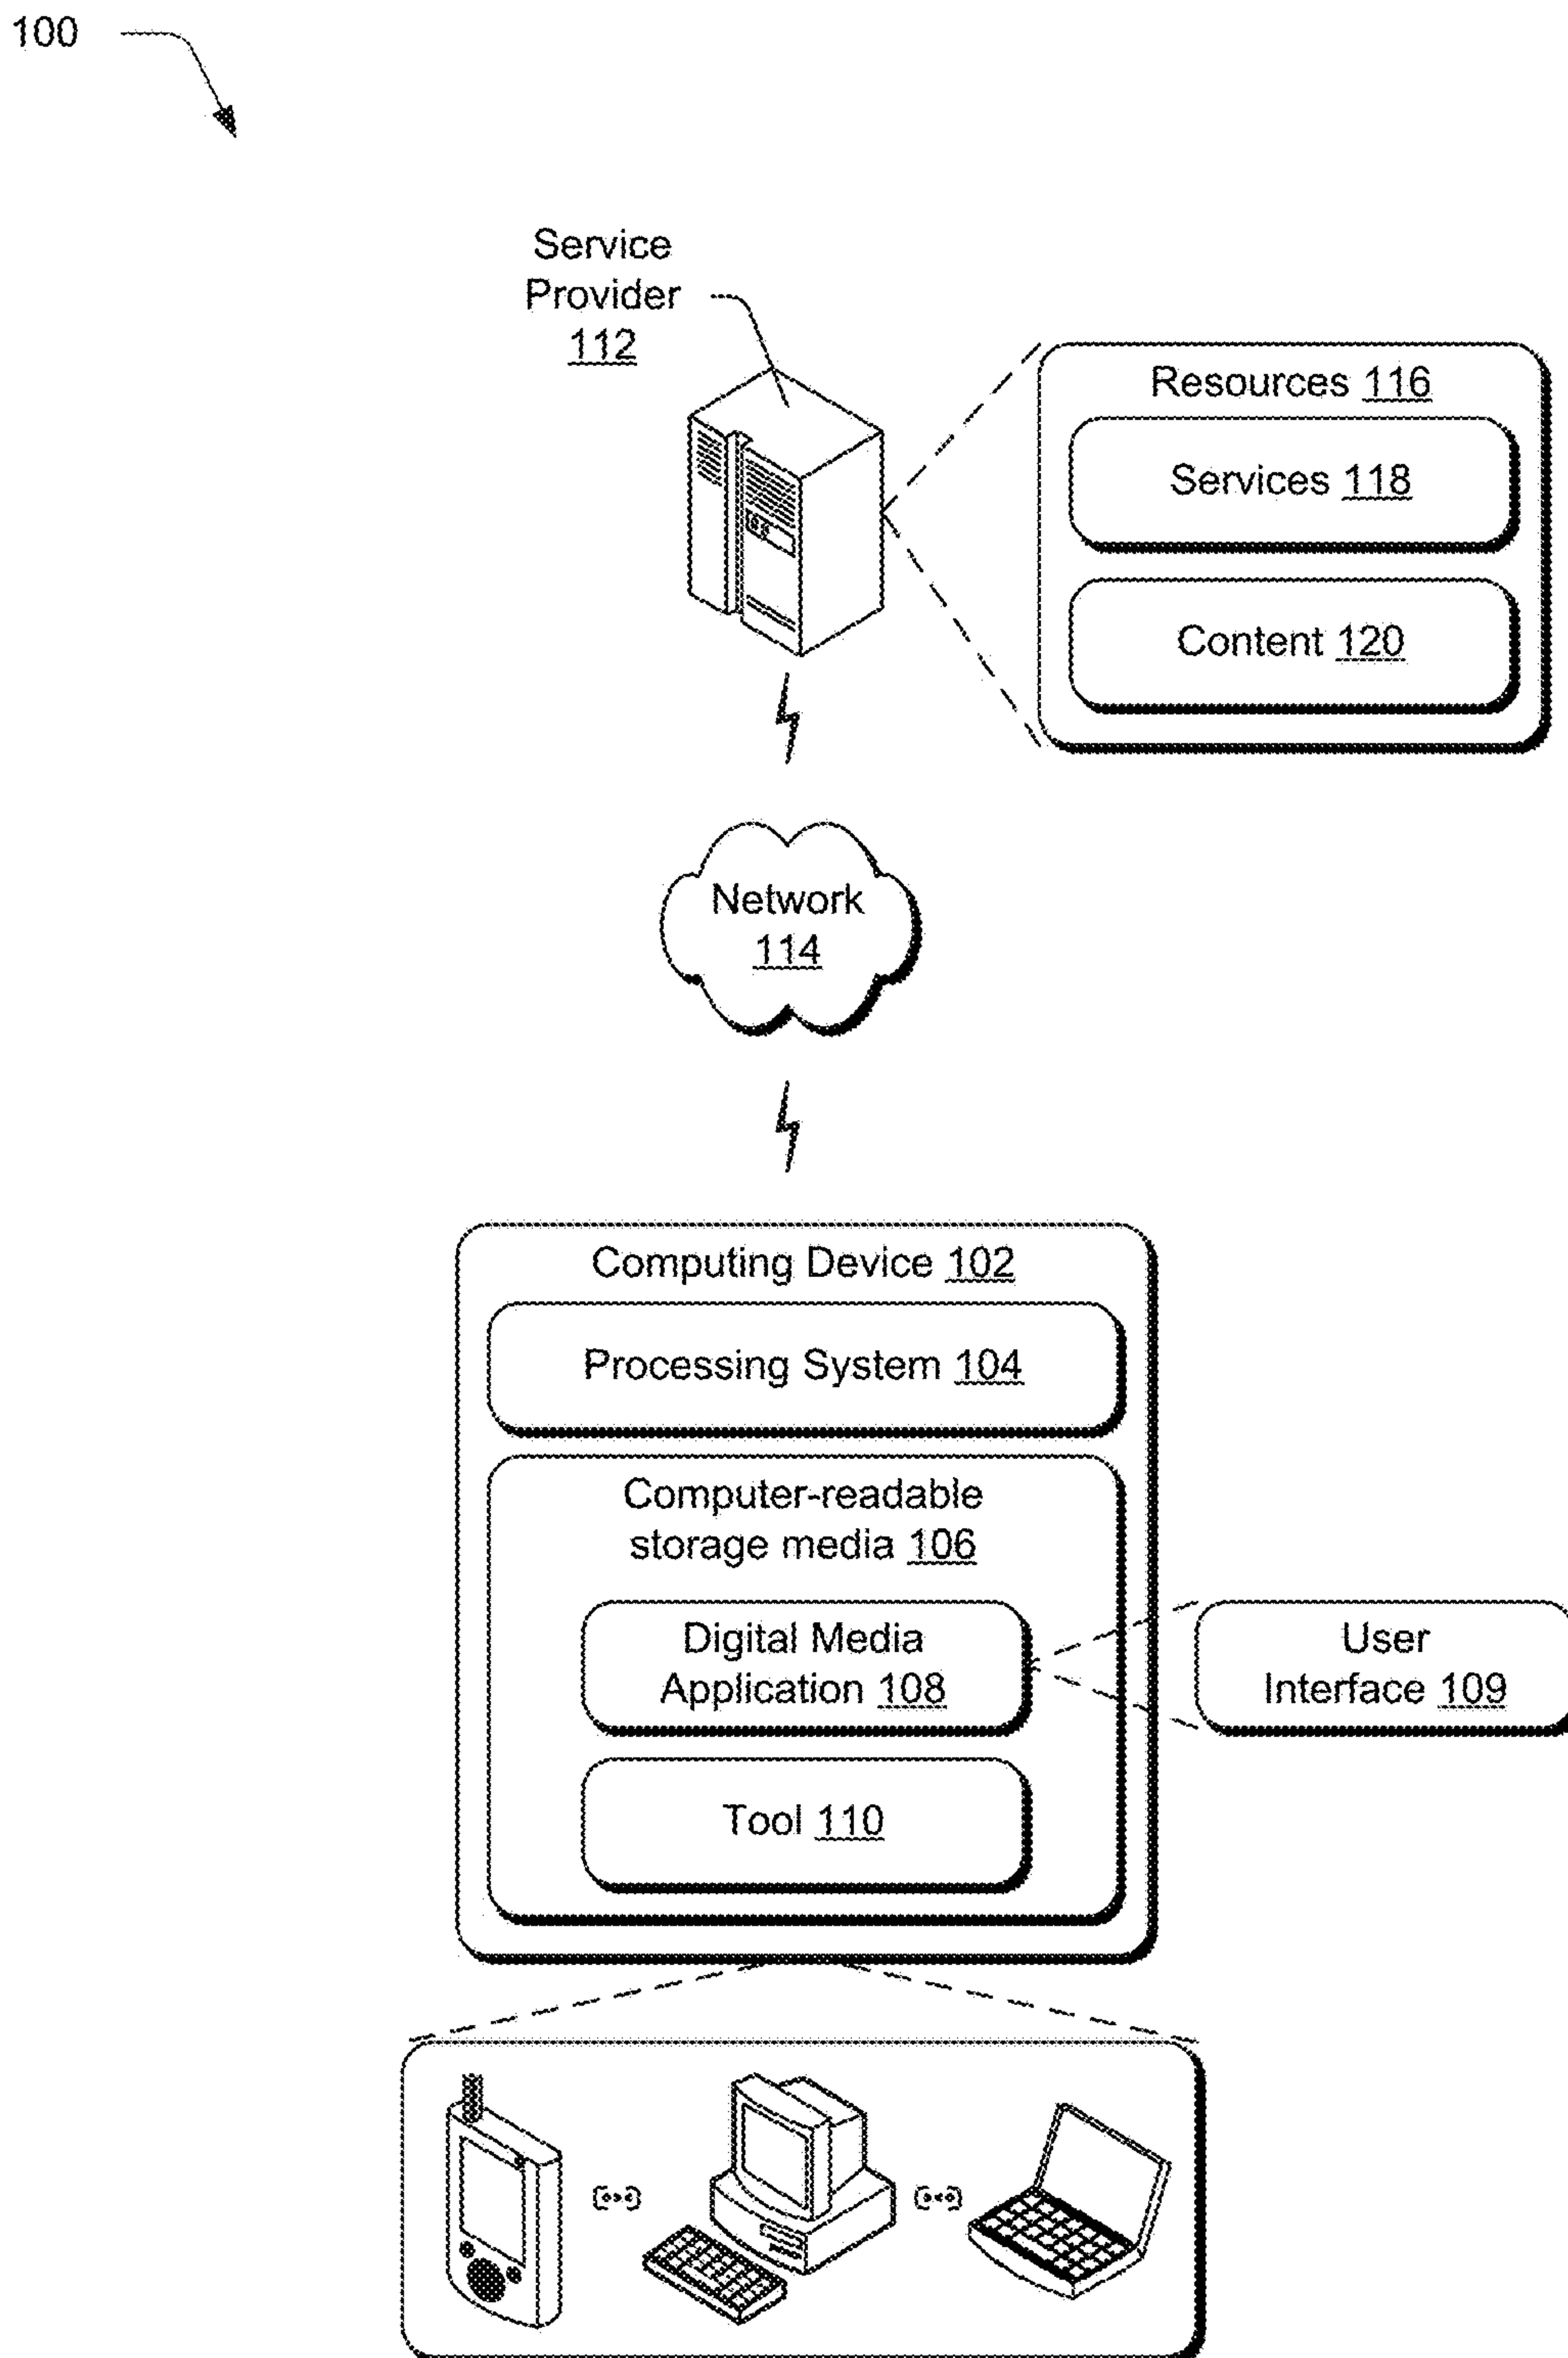 100
Service
Provider
112
Resources 116
Services 118
Content 120
Network
114
Computing Device 102
Processing System 104
Computer-readable
storage media 106
Digital Media
Application 108
User
Interface 109
Tool 110